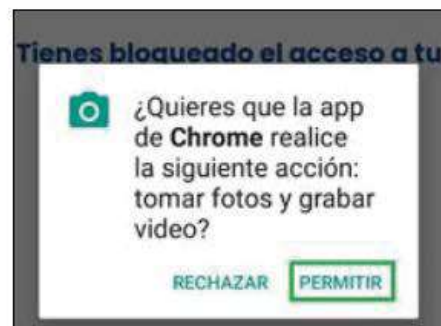 Tienes bloqueado el acceso a tu
¿Quieres que la app
de Chrome realice
la siguiente acción:
tomar fotos y grabar
video?
RECHAZAR PERMITIR